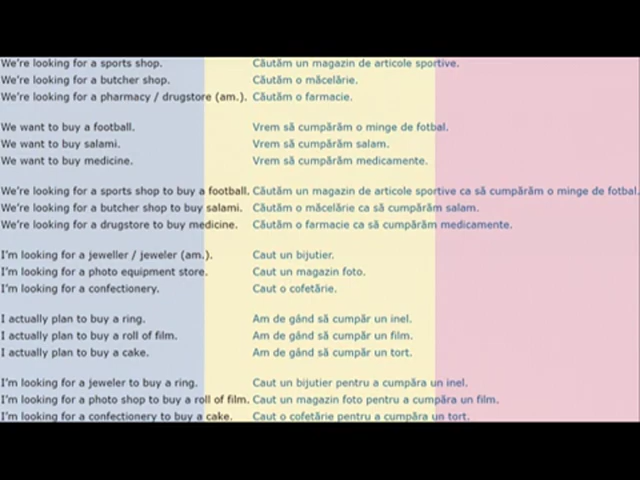 We're looking for a sports shop. Căutăm un magazin de articole sportive.
We're looking for a butcher shop. Căutăm o măcelărie.
We're looking for a pharmacy / drugstore (am.). Căutăm o farmacie.
We want to buy a football. Vrem să cumpărăm o minge de fotbal.
We want to buy salami. Vrem să cumpărăm salam.
We want to buy medicine. Vrem să cumpărăm medicamente.
We're looking for a sports shop to buy a football. Căutăm un magazin de articole sportive ca să cumpărăm o minge de fotbal.
We're looking for a butcher shop to buy salami. Căutăm o măcelărie ca să cumpărăm salam.
We're looking for a drugstore to buy medicine. Căutăm o farmacie ca să cumpărăm medicamente.
I'm looking for a jeweller / jeweler (am.). Caut un bijutier.
I'm looking for a photo equipment store. Caut un magazin foto.
I'm looking for a confectionery. Caut o cofetărie.
I actually plan to buy a ring. Am de gând să cumpăr un inel.
I actually plan to buy a roll of film. Am de gând să cumpăr un film.
I actually plan to buy a cake. Am de gând să cumpăr un tort.
I'm looking for a jeweler to buy a ring. Caut un bijutier pentru a cumpăra un inel.
I'm looking for a photo shop to buy a roll of film. Caut un magazin foto pentru a cumpăra un film.
I'm looking for a confectionery to buy a cake. Caut o cofetărie pentru a cumpăra un tort.